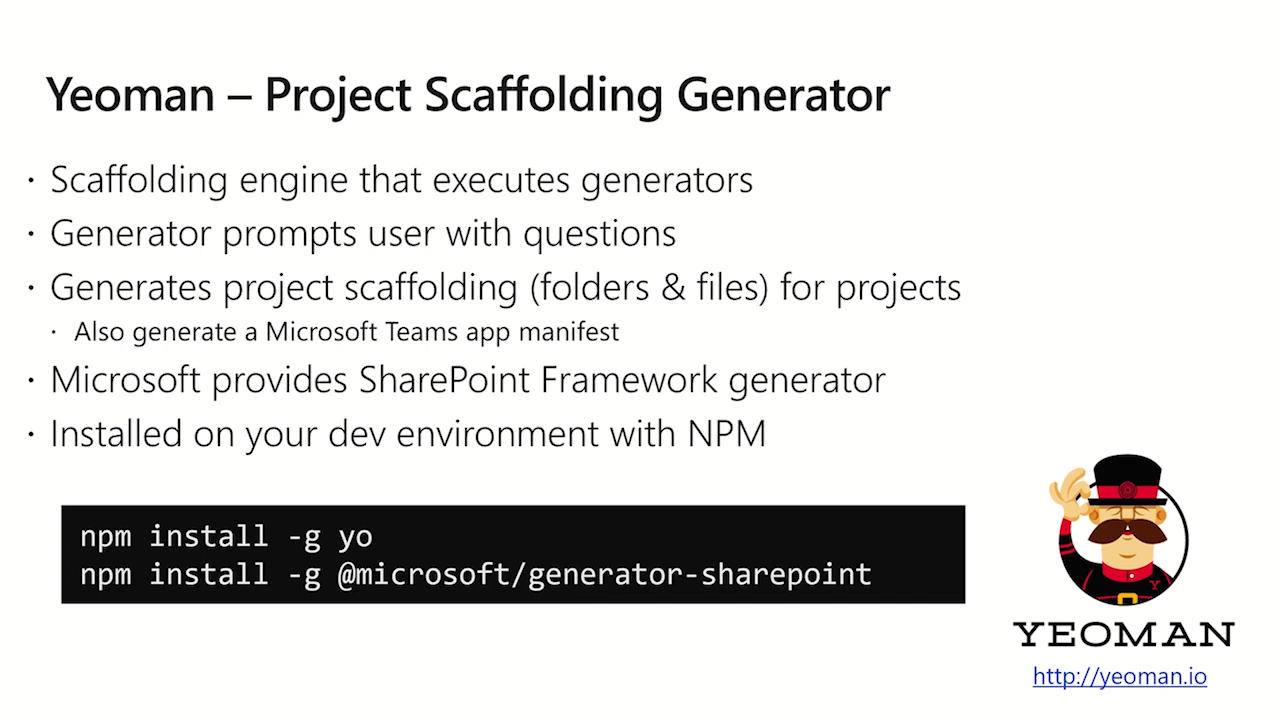 Yeoman – Project Scaffolding Generator
· Scaffolding engine that executes generators
· Generator prompts user with questions
· Generates project scaffolding (folders & files) for projects
· Also generate a Microsoft Teams app manifest
· Microsoft provides SharePoint Framework generator
· Installed on your dev environment with NPM
npm install -g yo
npm install -g @microsoft/generator-sharepoint
Y
YEOMAN
http://yeoman.io